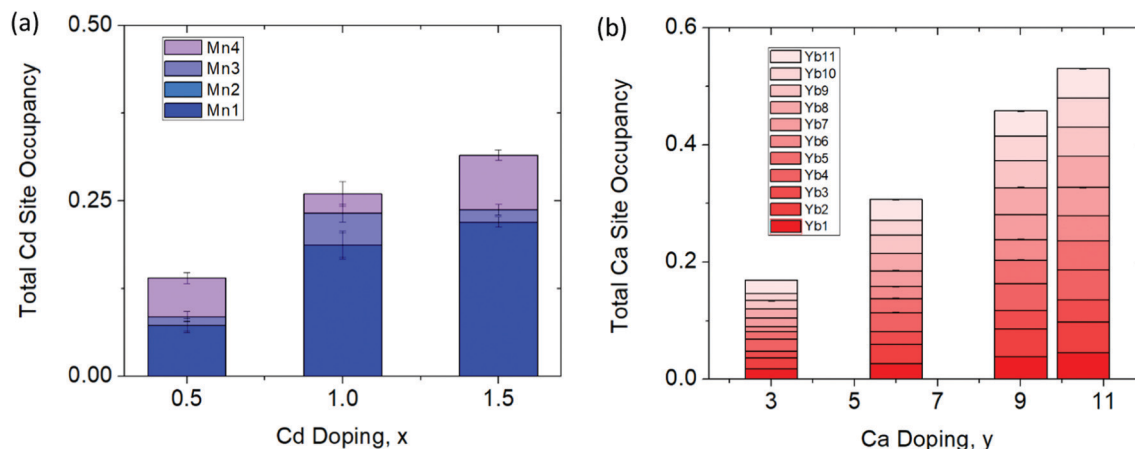 (a)
0.50
0.25
0.00
Total Cd Site Occupancy
Mn4
Mn3
Mn2
Mn1
0.5
1.0
1.5
Cd Doping, x
(b)
0.6
0.4
0.2
0.0
Total Ca Site Occupancy
Yb11
Yb10
Yb9
Yb8
Yb7
Yb6
Yb5
Yb4
Yb3
Yb2
Yb1
3
5
7
9
11
Ca Doping, y